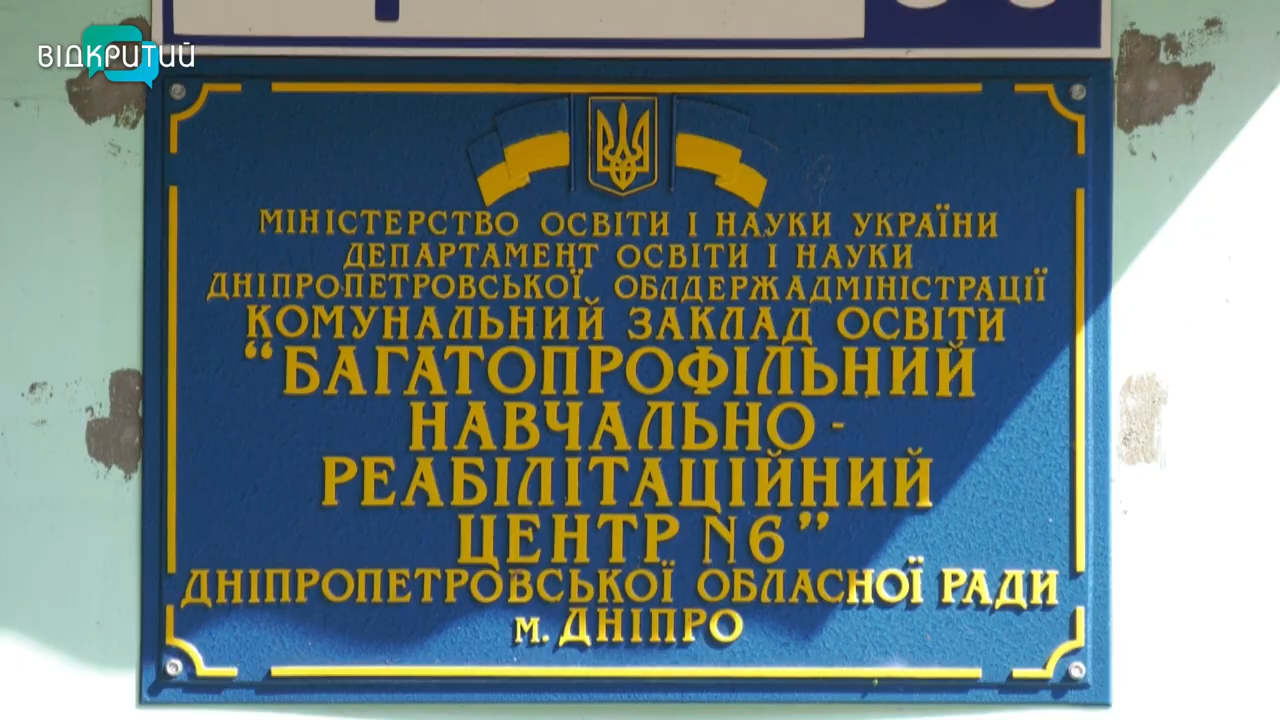 ВІДКРИТИЙ
МІНІСТЕРСТВО ОСВІТИ І НАУКИ УКРАЇНИ
ДЕПАРТАМЕНТ ОСВІТИ І НАУКИ
ДНІПРОПЕТРОВСЬКОЇ ОБЛДЕРЖАДМІНІСТРАЦІЇ
КОМУНАЛЬНИЙ ЗАКЛАД ОСВІТИ
“БАГАТОПРОФІЛЬНИЙ
НАВЧАЛЬНО-
РЕАБІЛІТАЦІЙНИЙ
ЦЕНТР N6”
ДНІПРОПЕТРОВСЬКОЇ ОБЛАСНОЇ РАДИ
м. ДНІПРО